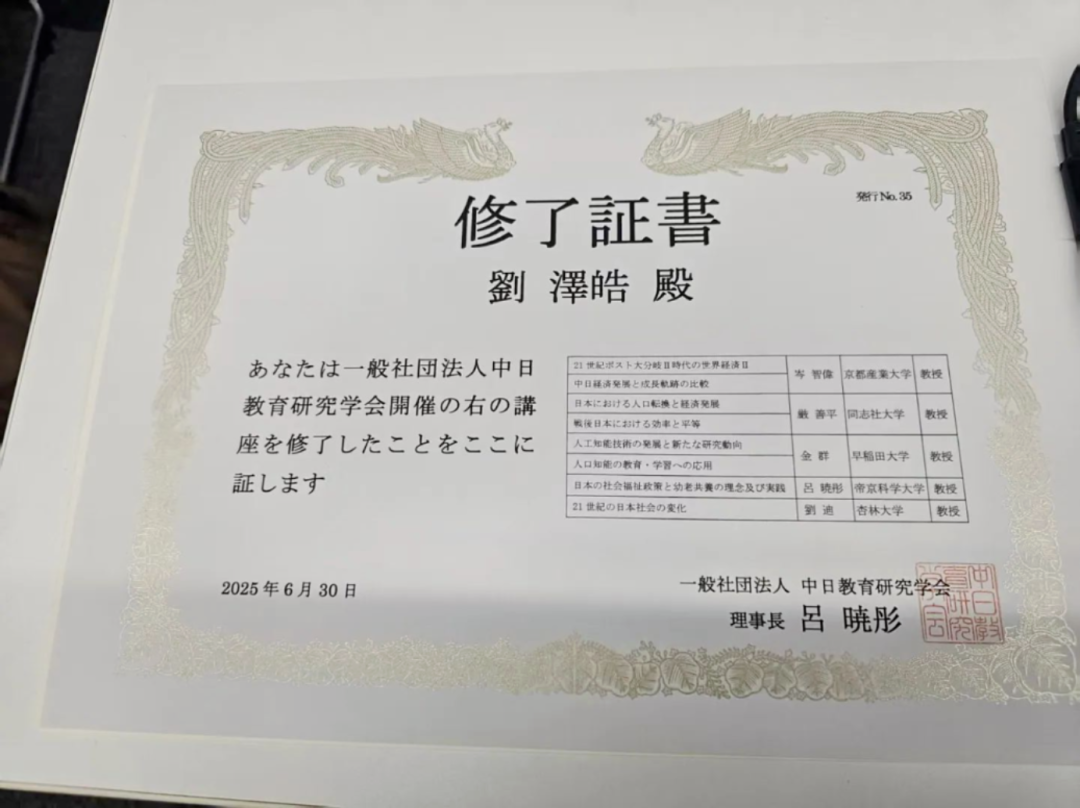 発行No.35
修了証書
劉 澤皓 殿
あなたは一般社団法人中日
教育研究学会開催の右の講
座を修了したことをここに
証します
21世紀ポスト大分岐II時代の世界経済II
中日経済発展と成長軌跡の比較
岑 智偉 京都産業大学 教授
日本における人口転換と経済発展
戦後日本における効率と平等
厳 善平 同志社大学 教授
人工知能技術の発展と新たな研究動向
人口知能の教育・学習への応用
金 群 早稲田大学 教授
日本の社会福祉政策と幼老共養の理念及び実践 呂 暁彤 帝京科学大学 教授
21世紀の日本社会の変化 劉 迪 杏林大学 教授
2025年6月30日
一般社団法人 中日教育研究学会
理事長 呂 暁彤
中日教
育研究
学会